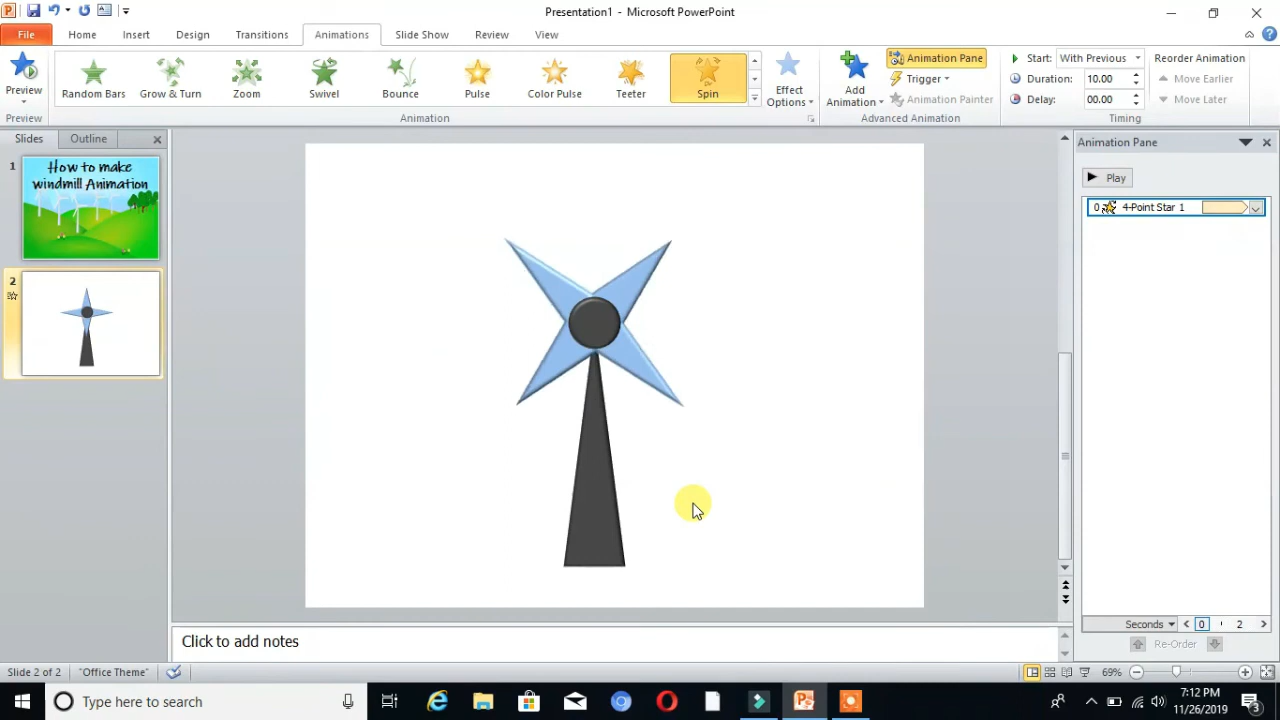 Presentation1 - Microsoft PowerPoint
File Home Insert Design Transitions Animations Slide Show Review View
Preview
Random Bars Grow & Turn Zoom Swivel Bounce Pulse Color Pulse Teeter Spin
Effect Options
Add Animation
Animation Pane
Trigger
Animation Painter
Start: With Previous
Duration: 10.00
Delay: 00.00
Reorder Animation
Move Earlier
Move Later
Preview Animation Advanced Animation Timing
Slides Outline
1
How to make
windmill Animation
2
Animation Pane
Play
0 4-Point Star 1
Seconds 0 2
Re-Order
Click to add notes
Slide 2 of 2 "Office Theme" 69%
Type here to search
7:12 PM
11/26/2019
3